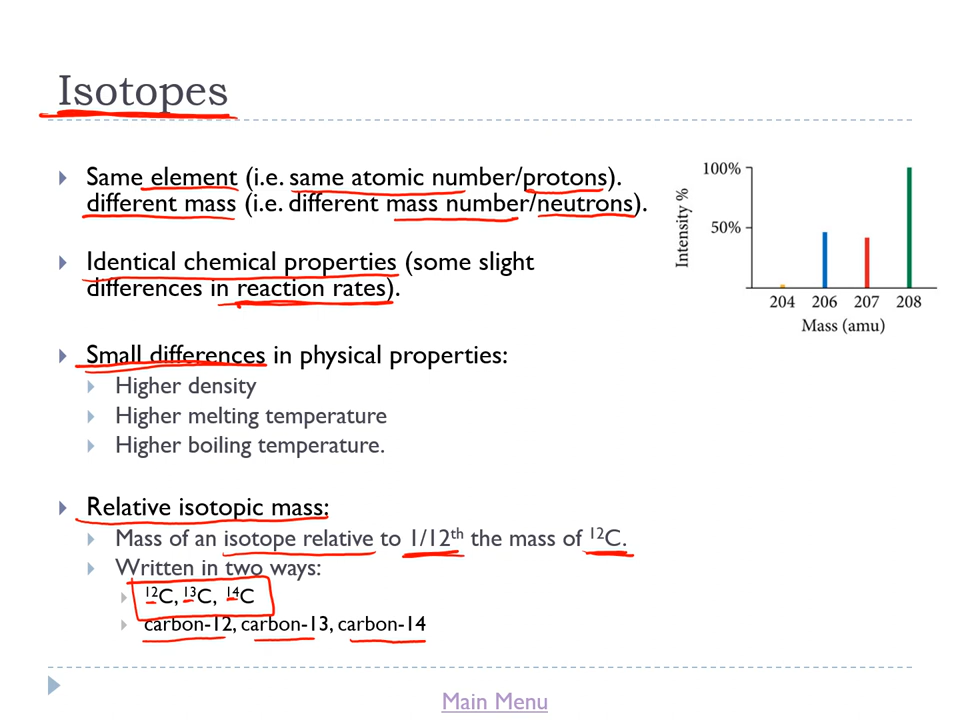 Isotopes
Same element (i.e. same atomic number/protons).
different mass (i.e. different mass number/neutrons).
Identical chemical properties (some slight
differences in reaction rates).
Small differences in physical properties:
Higher density
Higher melting temperature
Higher boiling temperature.
Relative isotopic mass:
Mass of an isotope relative to 1/12th the mass of 12C.
Written in two ways:
12C, 13C, 14C
carbon-12, carbon-13, carbon-14
100%
50%
Intensity %
204 206 207 208
Mass (amu)
Main Menu